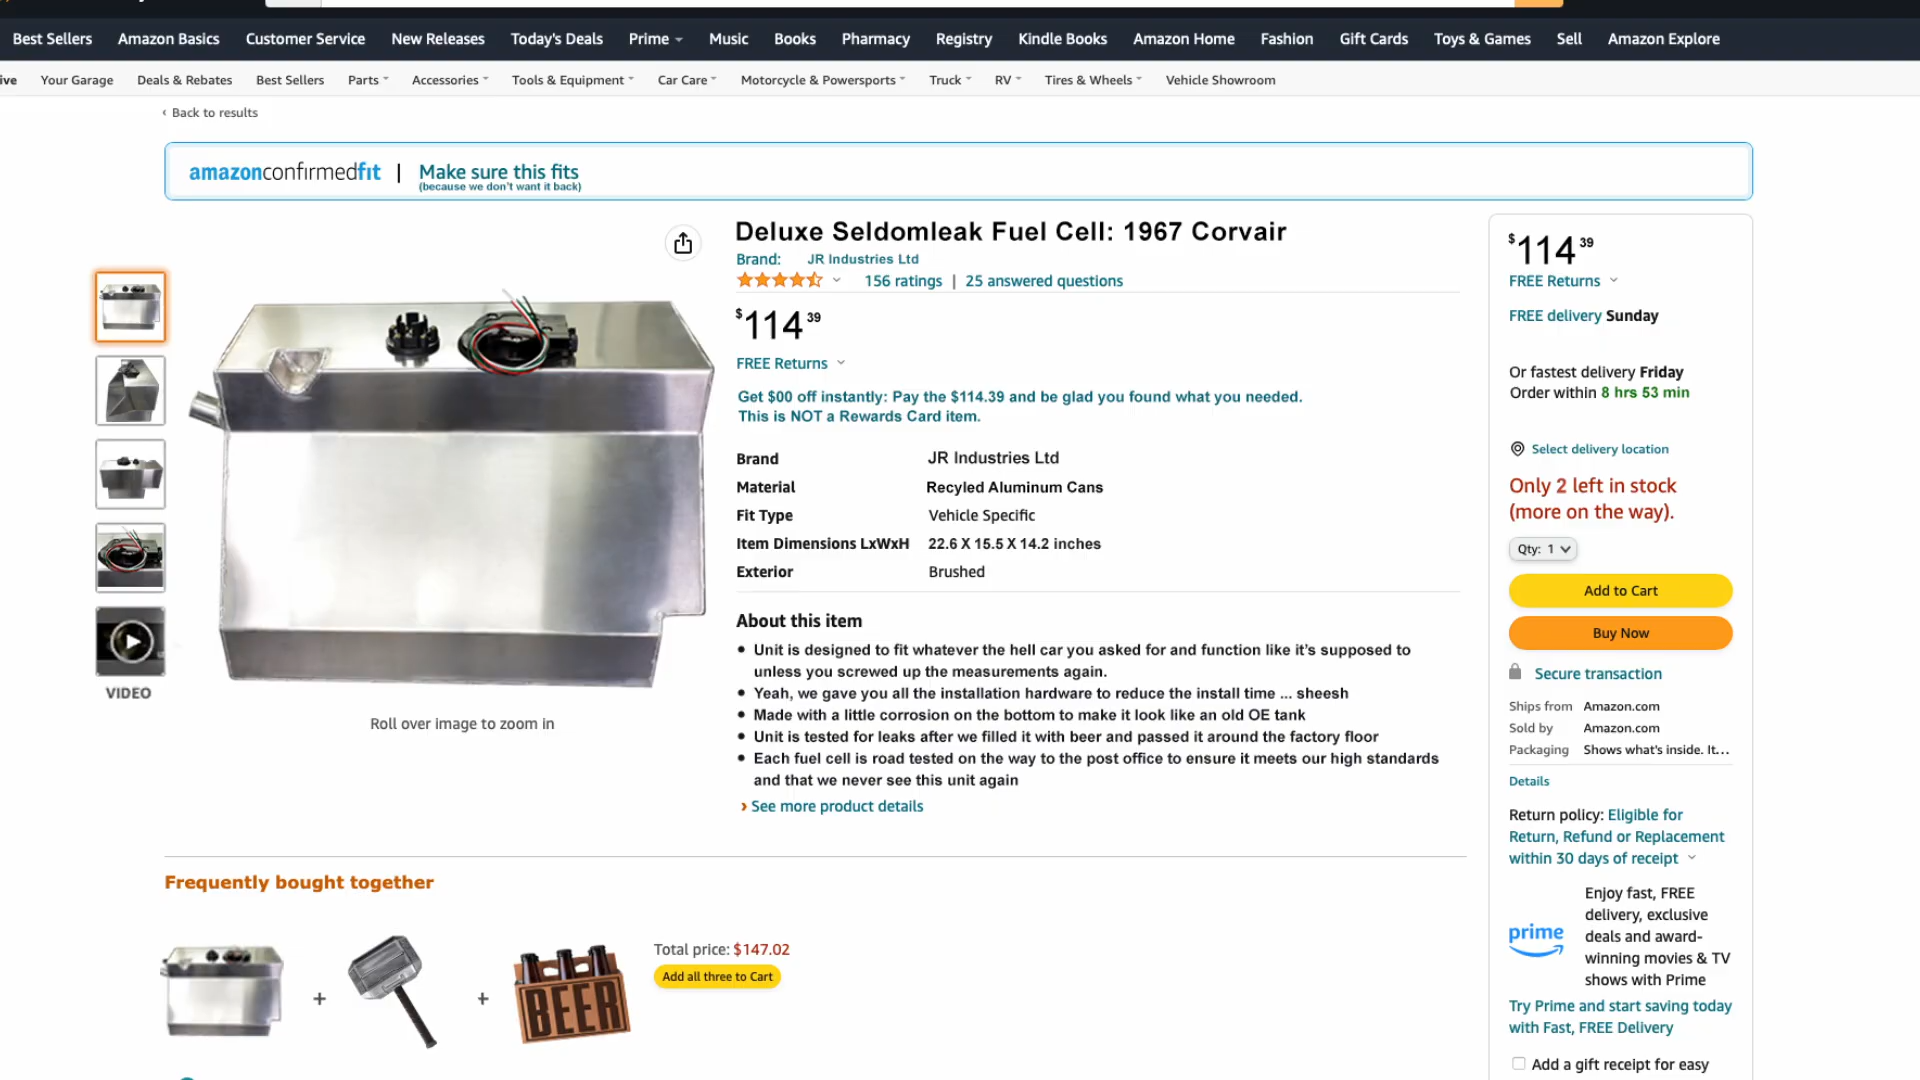 Best Sellers Amazon Basics Customer Service New Releases Today's Deals Prime Music Books Pharmacy Registry Kindle Books Amazon Home Fashion Gift Cards Toys & Games Sell Amazon Explore
Your Garage Deals & Rebates Best Sellers Parts Accessories Tools & Equipment Car Care Motorcycle & Powersports Truck RV Tires & Wheels Vehicle Showroom
‹ Back to results
amazonconfirmedfit | Make sure this fits
(because we don't want it back)
VIDEO
Roll over image to zoom in
Deluxe Seldomleak Fuel Cell: 1967 Corvair
Brand: JR Industries Ltd
156 ratings | 25 answered questions
$114 39
FREE Returns
Get $00 off instantly: Pay the $114.39 and be glad you found what you needed.
This is NOT a Rewards Card item.
Brand JR Industries Ltd
Material Recyled Aluminum Cans
Fit Type Vehicle Specific
Item Dimensions LxWxH 22.6 X 15.5 X 14.2 inches
Exterior Brushed
About this item
• Unit is designed to fit whatever the hell car you asked for and function like it's supposed to
unless you screwed up the measurements again.
• Yeah, we gave you all the installation hardware to reduce the install time ... sheesh
• Made with a little corrosion on the bottom to make it look like an old OE tank
• Unit is tested for leaks after we filled it with beer and passed it around the factory floor
• Each fuel cell is road tested on the way to the post office to ensure it meets our high standards
and that we never see this unit again
› See more product details
$114 39
FREE Returns
FREE delivery Sunday
Or fastest delivery Friday
Order within 8 hrs 53 min
Select delivery location
Only 2 left in stock
(more on the way).
Qty: 1
Add to Cart
Buy Now
Secure transaction
Ships from Amazon.com
Sold by Amazon.com
Packaging Shows what's inside. It...
Details
Return policy: Eligible for
Return, Refund or Replacement
within 30 days of receipt
prime
Enjoy fast, FREE
delivery, exclusive
deals and award-
winning movies & TV
shows with Prime
Try Prime and start saving today
with Fast, FREE Delivery
Add a gift receipt for easy
Frequently bought together
+ +
BEER
Total price: $147.02
Add all three to Cart